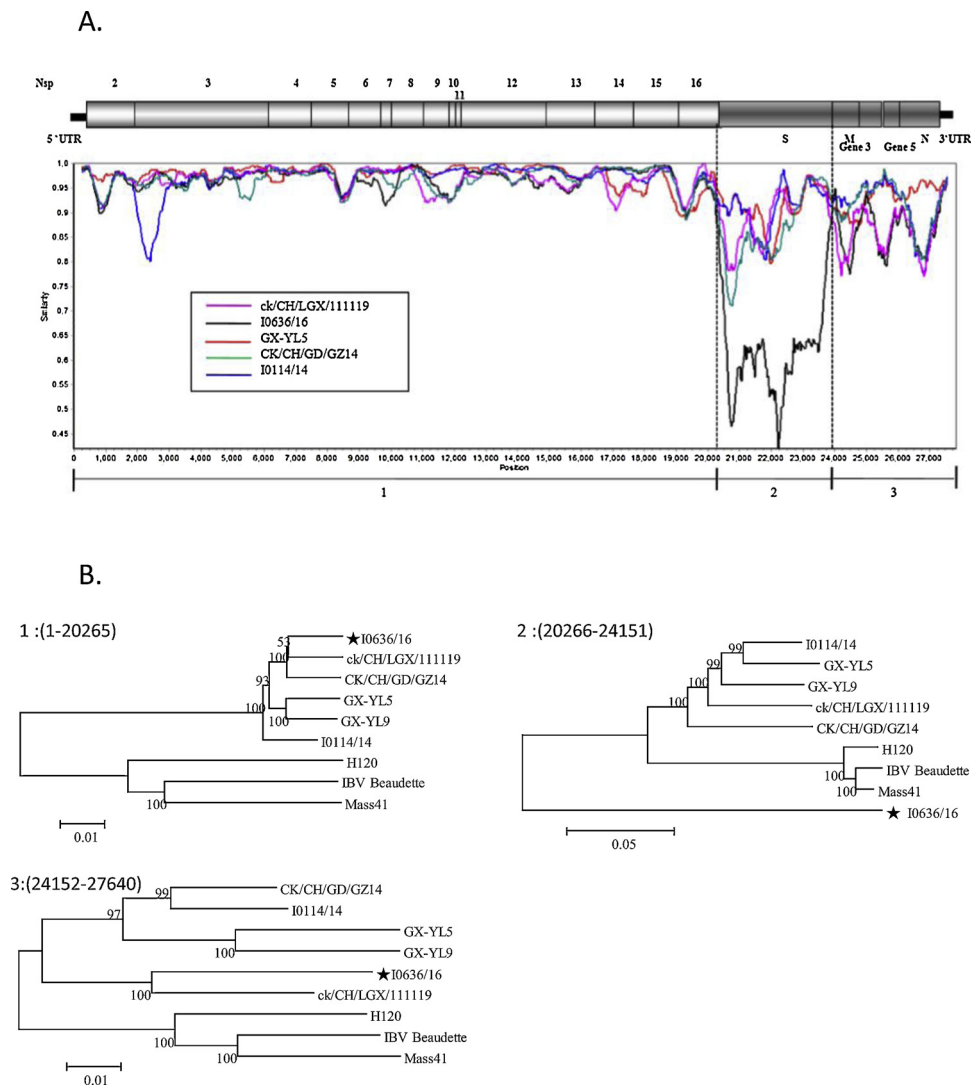 A.
Nsp 2 3 4 5 6 7 8 9 10 11 12 13 14 15 16
5 'UTR S M N 3'UTR
Gene 3 Gene 5
1.0
0.95
0.9
0.85
0.8
0.75
0.7
0.65
0.6
0.55
0.5
0.45
Similarity
ck/CH/LGX/111119
I0636/16
GX-YL5
CK/CH/GD/GZ14
I0114/14
0 1,000 2,000 3,000 4,000 5,000 6,000 7,000 8,000 9,000 10,000 11,000 12,000 13,000 14,000 15,000 16,000 17,000 18,000 19,000 20,000 21,000 22,000 23,000 24,000 25,000 26,000 27,000
Position
1 2 3
B.
1 :(1-20265)
53
★I0636/16
100
ck/CH/LGX/111119
93
CK/CH/GD/GZ14
100
GX-YL5
100
GX-YL9
I0114/14
H120
IBV Beaudette
100
Mass41
0.01
2 :(20266-24151)
99
I0114/14
99
GX-YL5
100
GX-YL9
100
ck/CH/LGX/111119
CK/CH/GD/GZ14
H120
100
IBV Beaudette
100
Mass41
★ I0636/16
0.05
3:(24152-27640)
99
CK/CH/GD/GZ14
97
I0114/14
GX-YL5
100
GX-YL9
★I0636/16
100
ck/CH/LGX/111119
H120
100
IBV Beaudette
100
Mass41
0.01